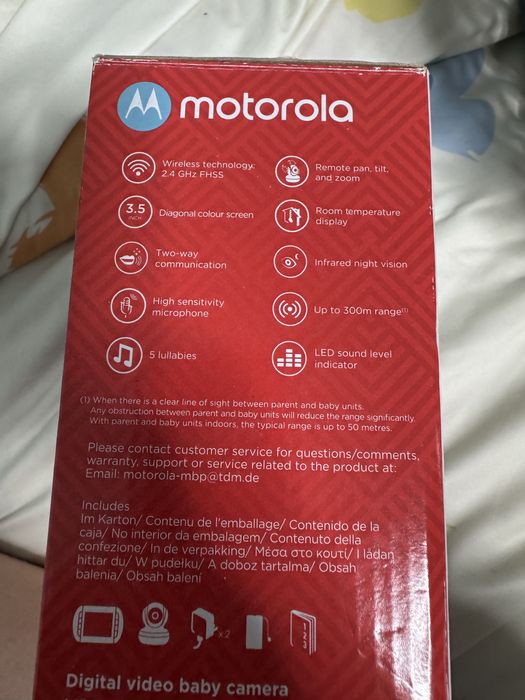 motorola
Wireless technology:
2.4 GHz FHSS
Remote pan, tilt,
and zoom
3.5
INCH
Diagonal colour screen
Room temperature
display
Two-way
communication
Infrared night vision
High sensitivity
microphone
Up to 300m range(1)
5 lullabies
LED sound level
indicator
(1) When there is a clear line of sight between parent and baby units.
Any obstruction between parent and baby units will reduce the range significantly.
With parent and baby units indoors, the typical range is up to 50 metres.
Please contact customer service for questions/comments,
warranty, support or service related to the product at:
Email: motorola-mbp@tdm.de
Includes
Im Karton/ Contenu de l'emballage/ Contenido de la
caja/ No interior da embalagem/ Contenuto della
confezione/ In de verpakking/ Μέσα στο κουτί/ I lådan
hittar du/ W pudełku/ A doboz tartalma/ Obsah
balenia/ Obsah balení
x2
1
2
3
Digital video baby camera